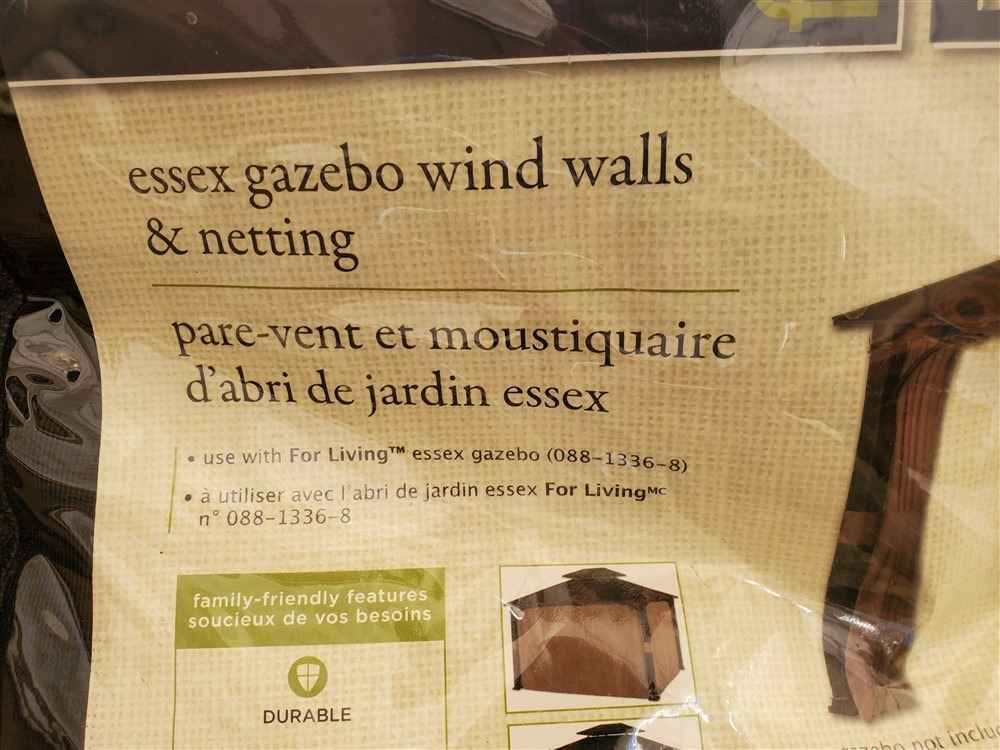 essex gazebo wind walls
& netting
pare-vent et moustiquaire
d'abri de jardin essex
• use with For Living™ essex gazebo (088-1336-8)
• à utiliser avec l'abri de jardin essex For Livingᴹᶜ
n° 088-1336-8
family-friendly features
soucieux de vos besoins
DURABLE
gazebo not